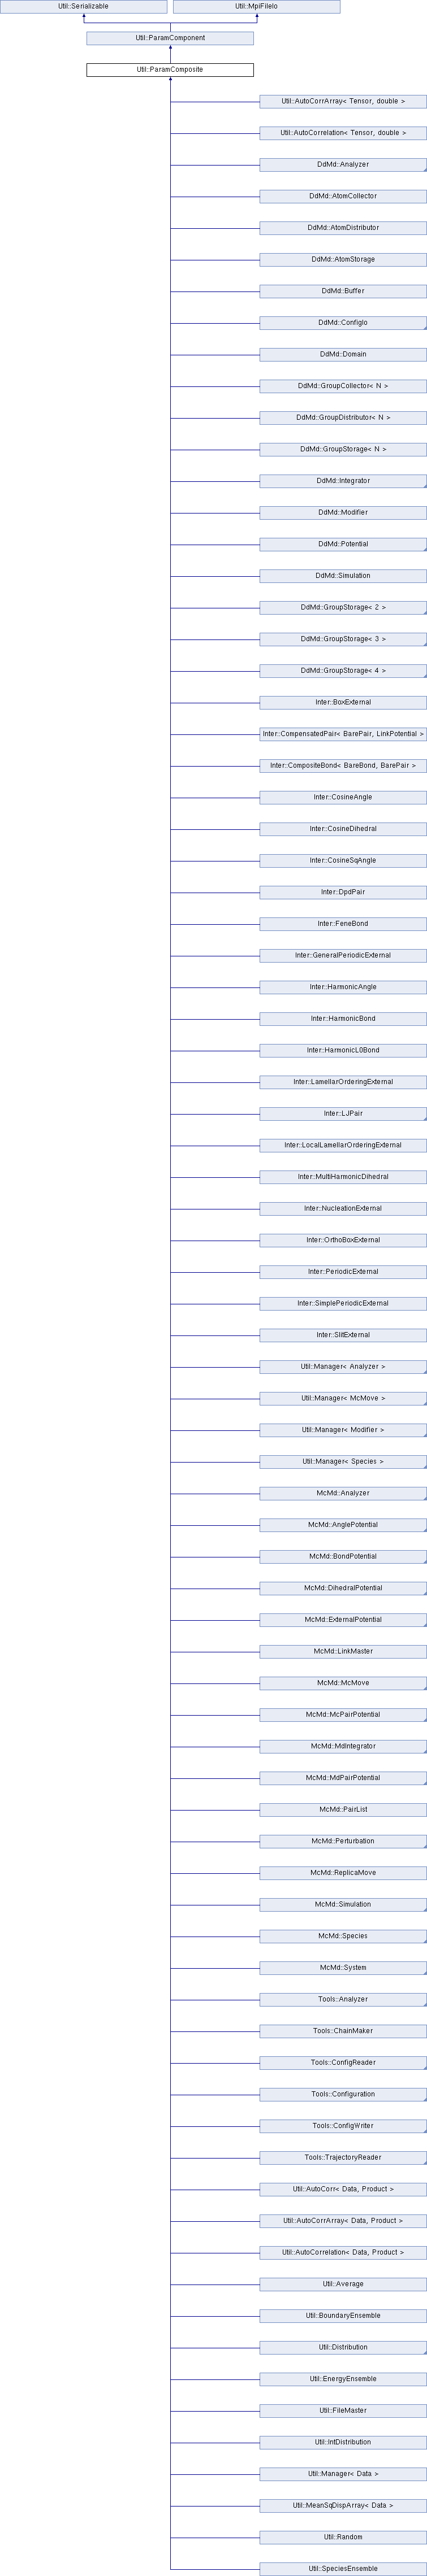 Util::Serializable
Util::MpiFileIo
Util::ParamComponent
Util::ParamComposite
Util::AutoCorrArray< Tensor, double >
Util::AutoCorrelation< Tensor, double >
DdMd::Analyzer
DdMd::AtomCollector
DdMd::AtomDistributor
DdMd::AtomStorage
DdMd::Buffer
DdMd::ConfigIo
DdMd::Domain
DdMd::GroupCollector< N >
DdMd::GroupDistributor< N >
DdMd::GroupStorage< N >
DdMd::Integrator
DdMd::Modifier
DdMd::Potential
DdMd::Simulation
DdMd::GroupStorage< 2 >
DdMd::GroupStorage< 3 >
DdMd::GroupStorage< 4 >
Inter::BoxExternal
Inter::CompensatedPair< BarePair, LinkPotential >
Inter::CompositeBond< BareBond, BarePair >
Inter::CosineAngle
Inter::CosineDihedral
Inter::CosineSqAngle
Inter::DpdPair
Inter::FeneBond
Inter::GeneralPeriodicExternal
Inter::HarmonicAngle
Inter::HarmonicBond
Inter::HarmonicL0Bond
Inter::LamellarOrderingExternal
Inter::LJPair
Inter::LocalLamellarOrderingExternal
Inter::MultiHarmonicDihedral
Inter::NucleationExternal
Inter::OrthoBoxExternal
Inter::PeriodicExternal
Inter::SimplePeriodicExternal
Inter::SlitExternal
Util::Manager< Analyzer >
Util::Manager< McMove >
Util::Manager< Modifier >
Util::Manager< Species >
McMd::Analyzer
McMd::AnglePotential
McMd::BondPotential
McMd::DihedralPotential
McMd::ExternalPotential
McMd::LinkMaster
McMd::McMove
McMd::McPairPotential
McMd::MdIntegrator
McMd::MdPairPotential
McMd::PairList
McMd::Perturbation
McMd::ReplicaMove
McMd::Simulation
McMd::Species
McMd::System
Tools::Analyzer
Tools::ChainMaker
Tools::ConfigReader
Tools::Configuration
Tools::ConfigWriter
Tools::TrajectoryReader
Util::AutoCorr< Data, Product >
Util::AutoCorrArray< Data, Product >
Util::AutoCorrelation< Data, Product >
Util::Average
Util::BoundaryEnsemble
Util::Distribution
Util::EnergyEnsemble
Util::FileMaster
Util::IntDistribution
Util::Manager< Data >
Util::MeanSqDispArray< Data >
Util::Random
Util::SpeciesEnsemble